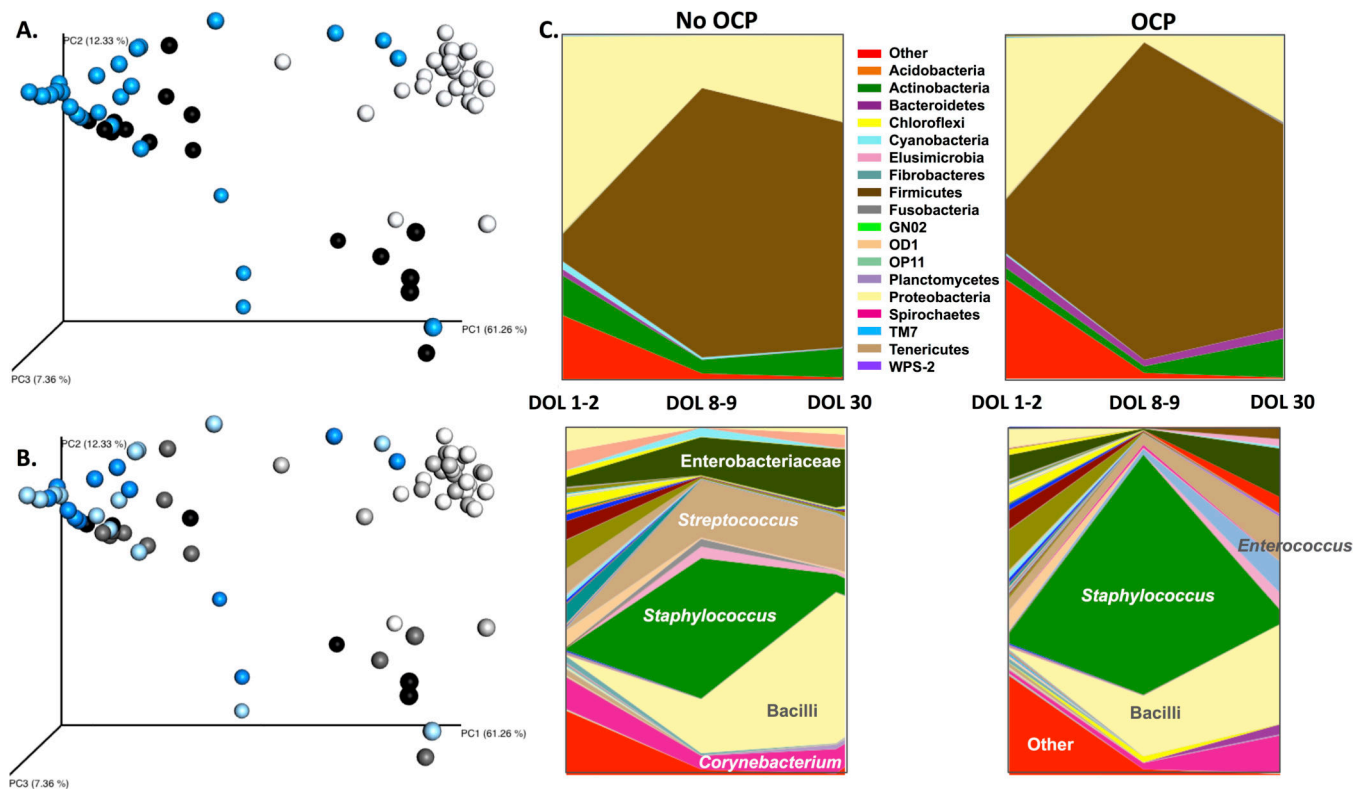 A.
PC2 (12.33 %)
PC1 (61.26 %)
PC3 (7.36 %)
B.
PC2 (12.33 %)
PC1 (61.26 %)
PC3 (7.36 %)
C.
No OCP
OCP
Other
Acidobacteria
Actinobacteria
Bacteroidetes
Chloroflexi
Cyanobacteria
Elusimicrobia
Fibrobacteres
Firmicutes
Fusobacteria
GN02
OD1
OP11
Planctomycetes
Proteobacteria
Spirochaetes
TM7
Tenericutes
WPS-2
DOL 1-2 DOL 8-9 DOL 30
DOL 1-2 DOL 8-9 DOL 30
Enterobacteriaceae
Streptococcus
Staphylococcus
Bacilli
Corynebacterium
Enterococcus
Staphylococcus
Bacilli
Other